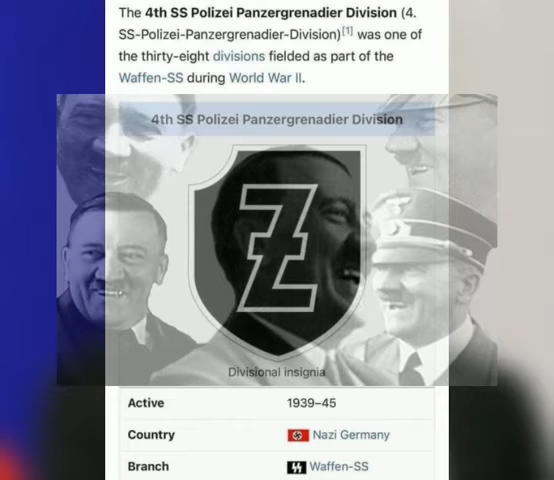 The 4th SS Polizei Panzergrenadier Division (4.
SS-Polizei-Panzergrenadier-Division)[1] was one of
the thirty-eight divisions fielded as part of the
Waffen-SS during World War II.
4th SS Polizei Panzergrenadier Division
Divisional insignia
Active 1939–45
Country Nazi Germany
Branch Waffen-SS